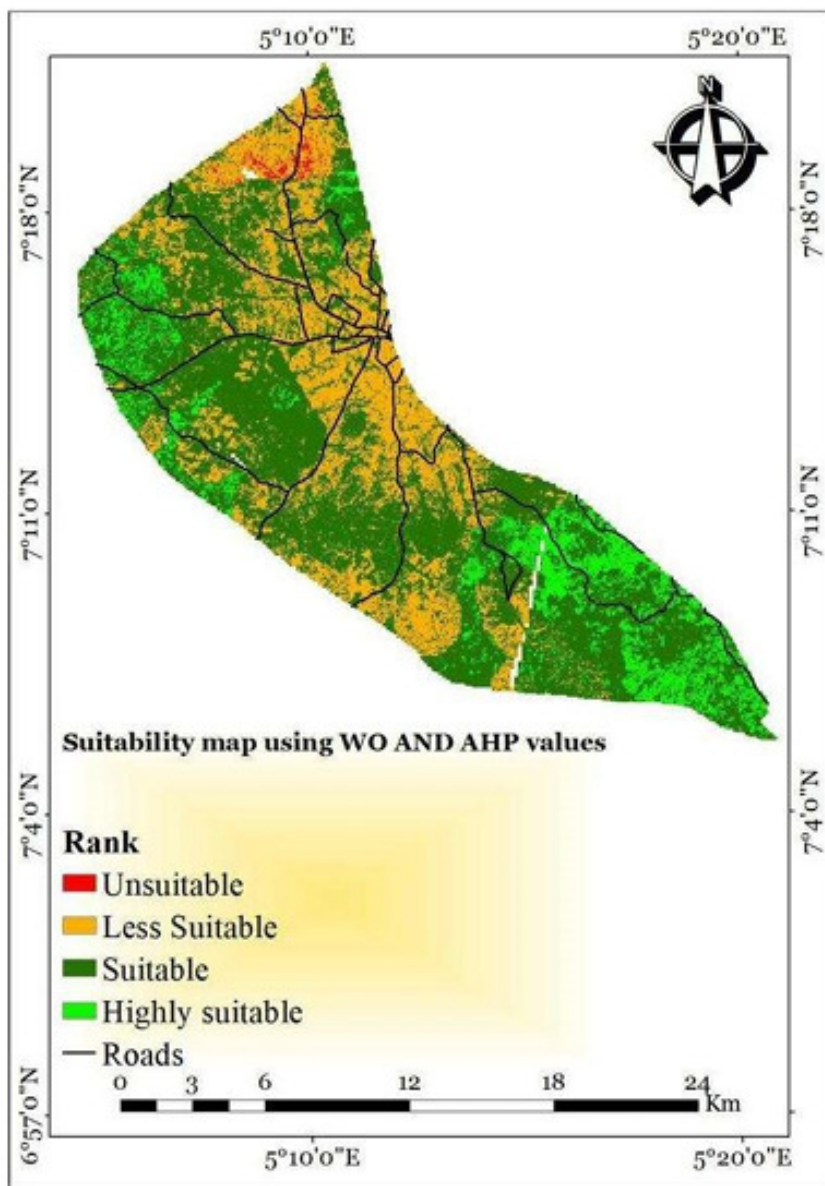 5°10'0"E 5°20'0"E
N
7°18'0"N 7°18'0"N
7°11'0"N 7°11'0"N
Suitability map using WO AND AHP values
7°4'0"N 7°4'0"N
Rank
Unsuitable
Less Suitable
Suitable
Highly suitable
Roads
0 3 6 12 18 24
Km
6°57'0"N
5°10'0"E 5°20'0"E